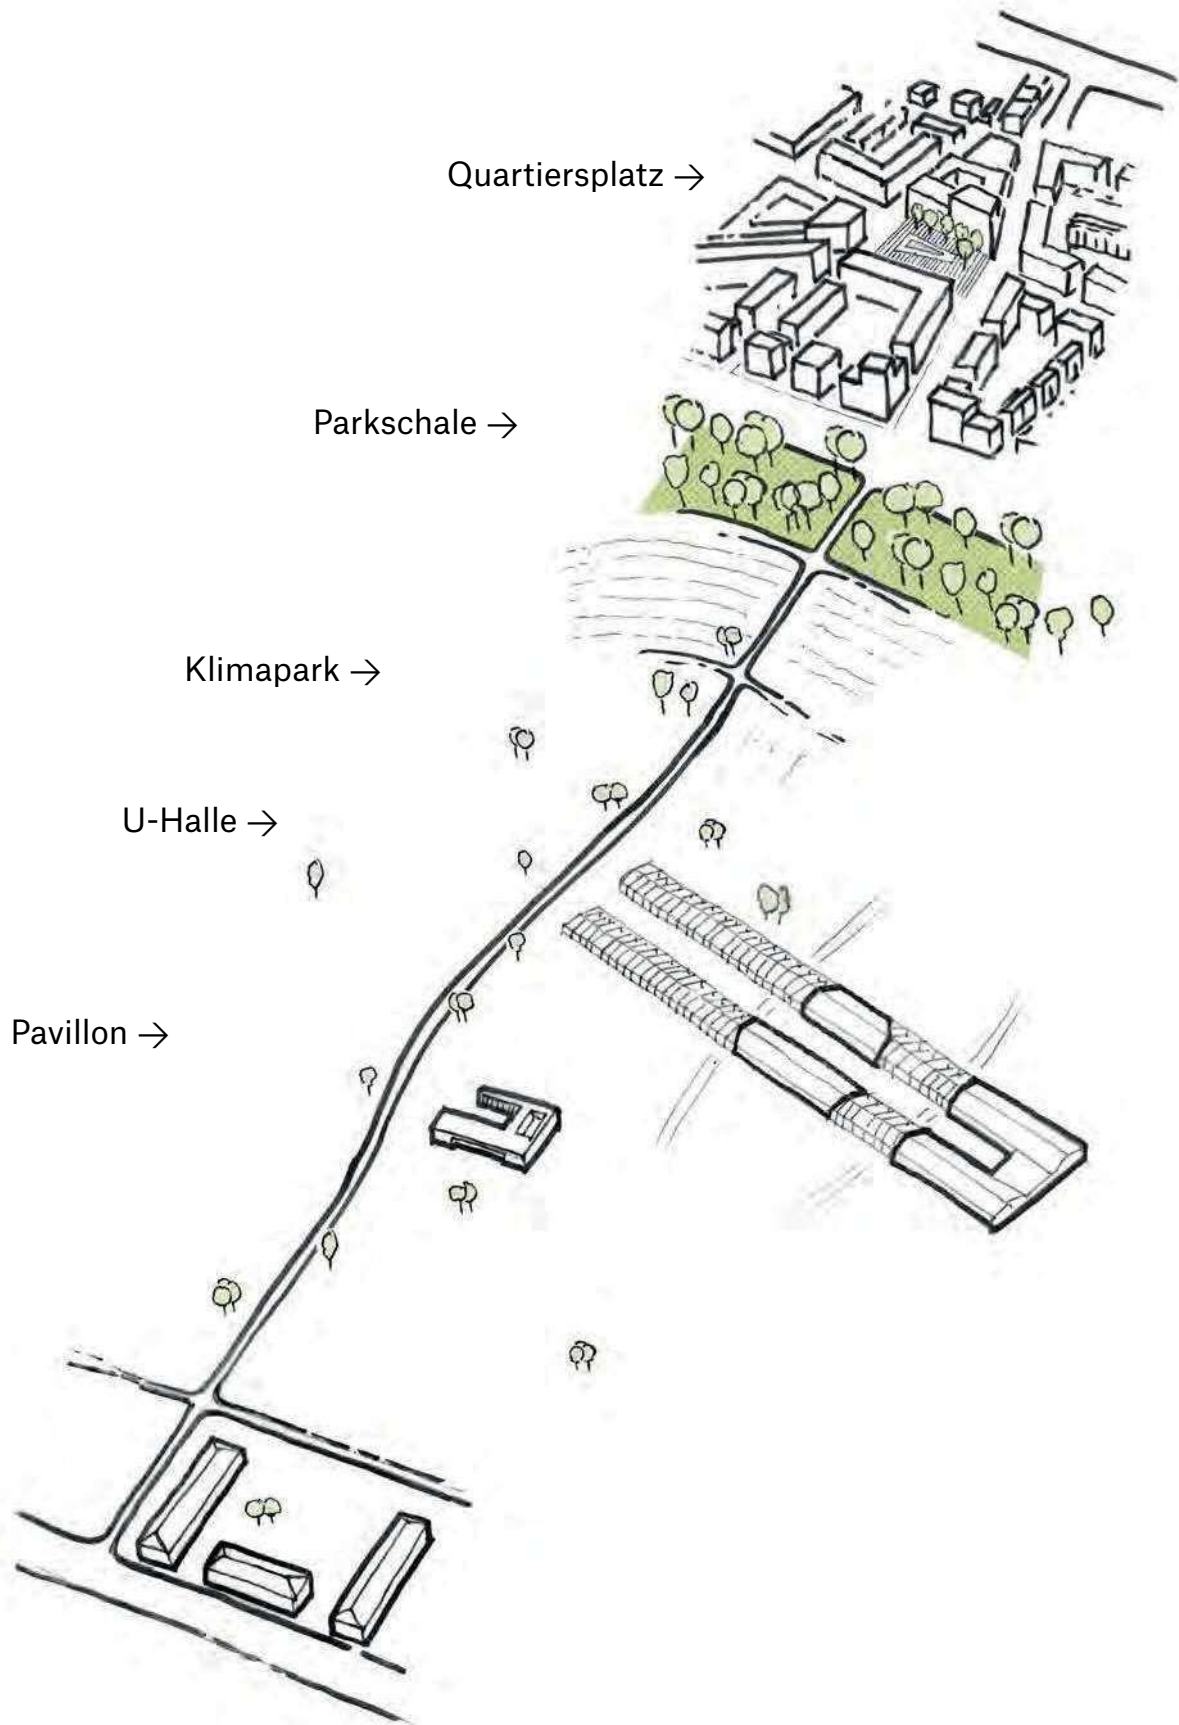 Quartiersplatz →
Parkschale →
Klimapark →
U-Halle →
Pavillon →